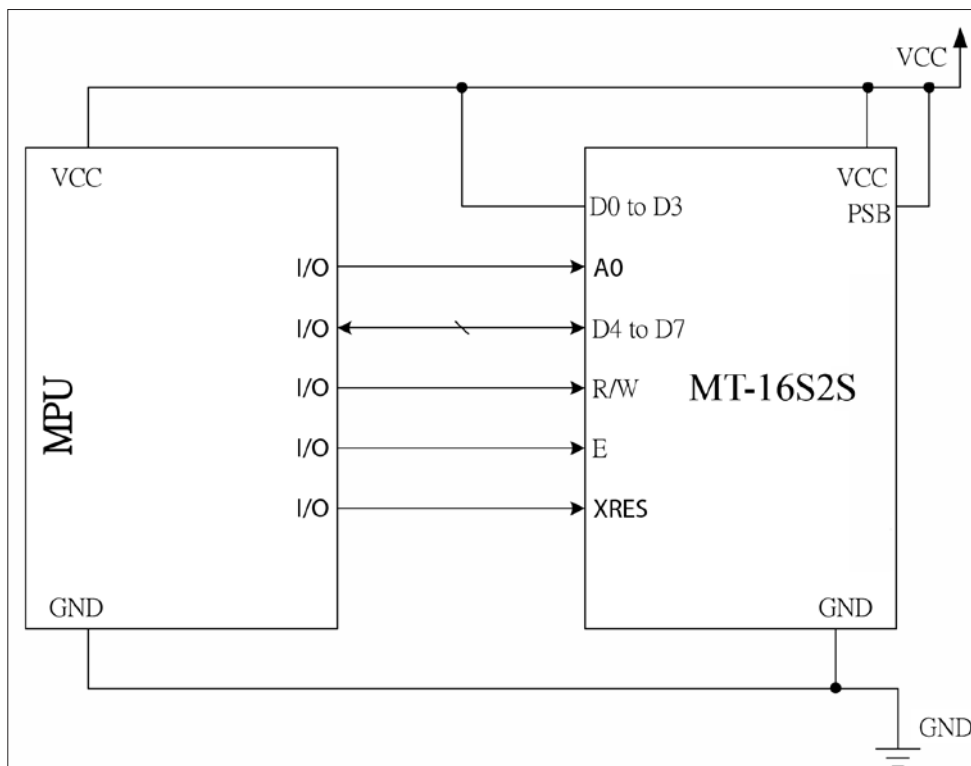 VCC
VCC
VCC
D0 to D3
PSB
I/O
A0
I/O
D4 to D7
MPU
I/O
R/W
MT-16S2S
I/O
E
I/O
XRES
GND
GND
GND